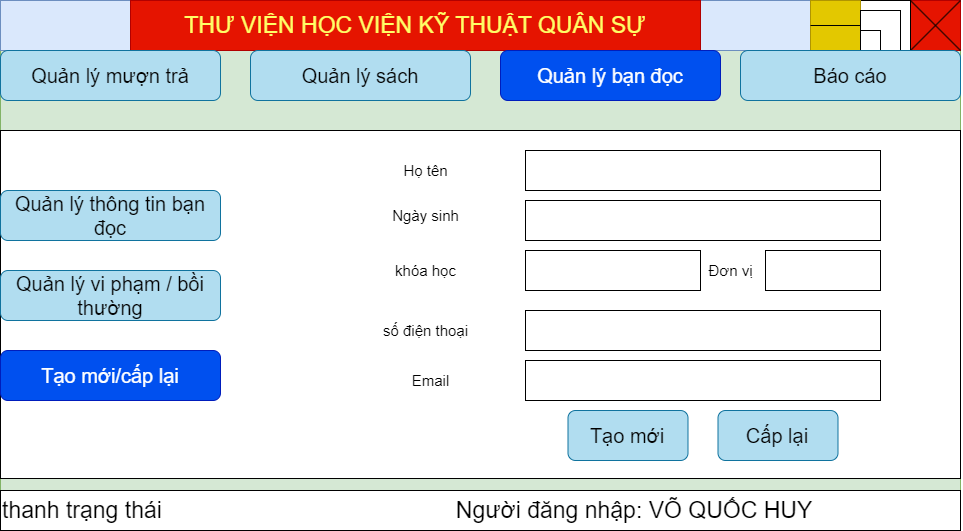 THƯ VIỆN HỌC VIỆN KỸ THUẬT QUÂN SỰ
Quản lý mượn trả
Quản lý sách
Quản lý bạn đọc
Báo cáo
Quản lý thông tin bạn
đọc
Quản lý vi phạm / bồi
thường
Tạo mới/cấp lại
Họ tên
Ngày sinh
khóa học
Đơn vị
số điện thoại
Email
Tạo mới
Cấp lại
thanh trạng thái
Người đăng nhập: VÕ QUỐC HUY